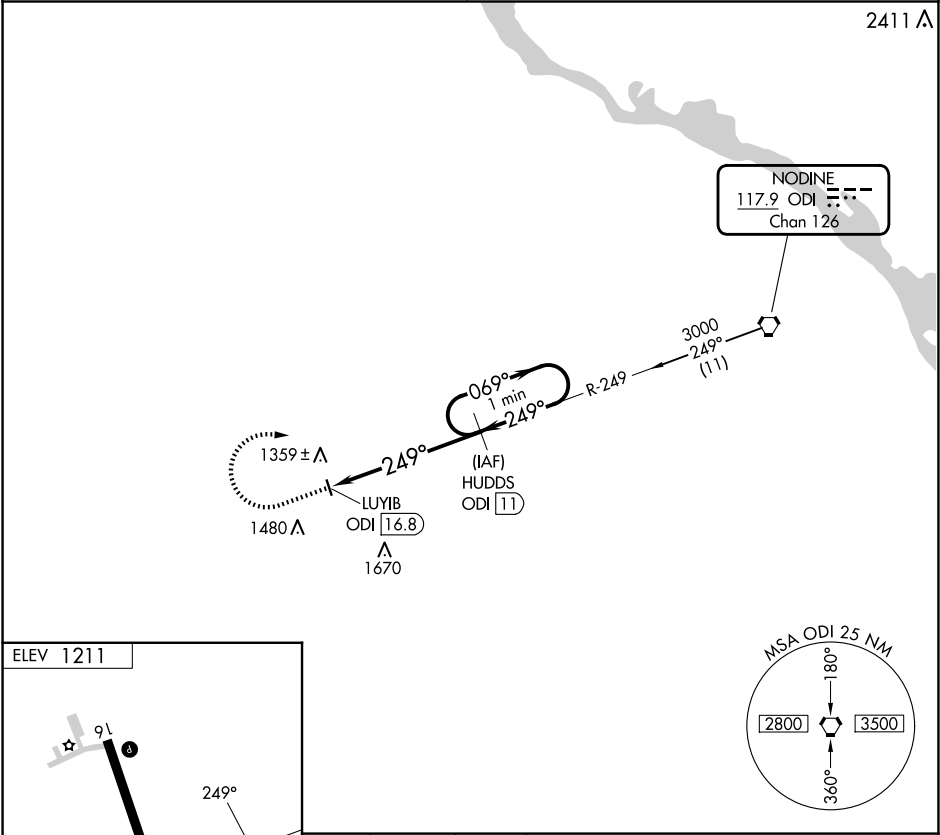 2411
NODINE
117.9 ODI
Chan 126
3000
249°
(11)
R-249
069°
1 min
249°
249°
(IAF)
HUDDS
ODI 11
1359±
LUYIB
ODI 16.8
1480
1670
ELEV 1211
16
P
249°
MSA ODI 25 NM
180°
2800
3500
360°